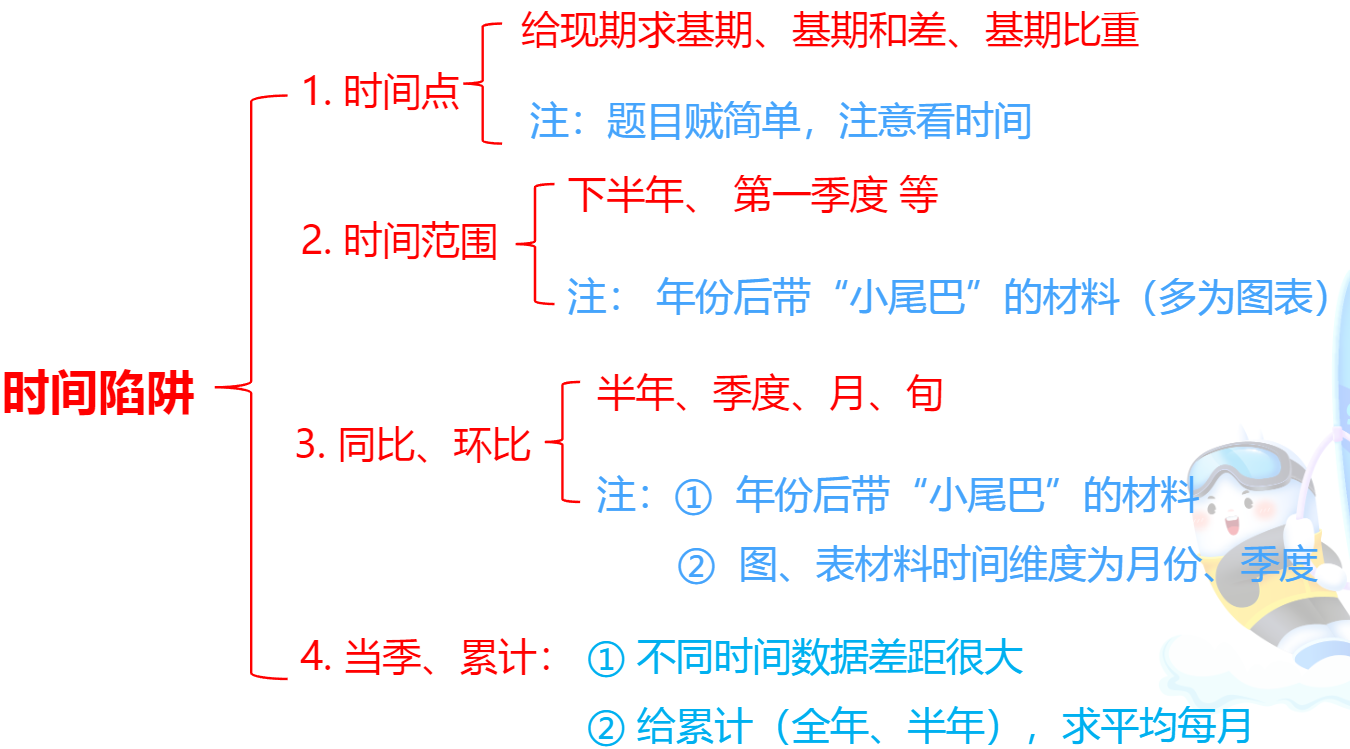 给现期求基期、基期和差、基期比重
1. 时间点
注：题目贼简单，注意看时间
下半年、 第一季度 等
2. 时间范围
注： 年份后带“小尾巴”的材料（多为图表）
时间陷阱
半年、季度、月、旬
3. 同比、环比
注：① 年份后带“小尾巴”的材料
② 图、表材料时间维度为月份、季度
4. 当季、累计： ① 不同时间数据差距很大
② 给累计（全年、半年），求平均每月